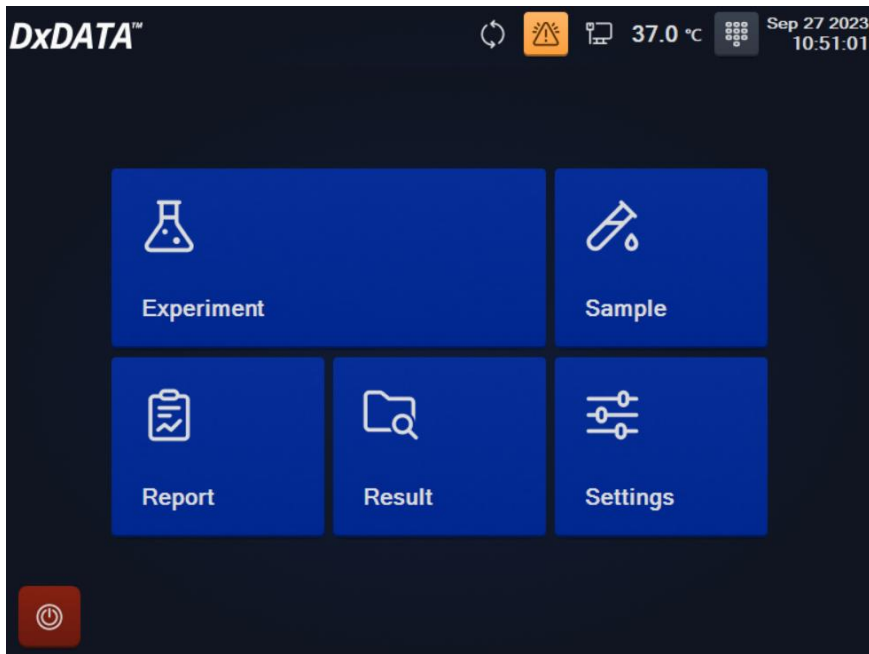 DxDATA™
37.0 °C
Sep 27 2023
10:51:01
Experiment
Sample
Report
Result
Settings